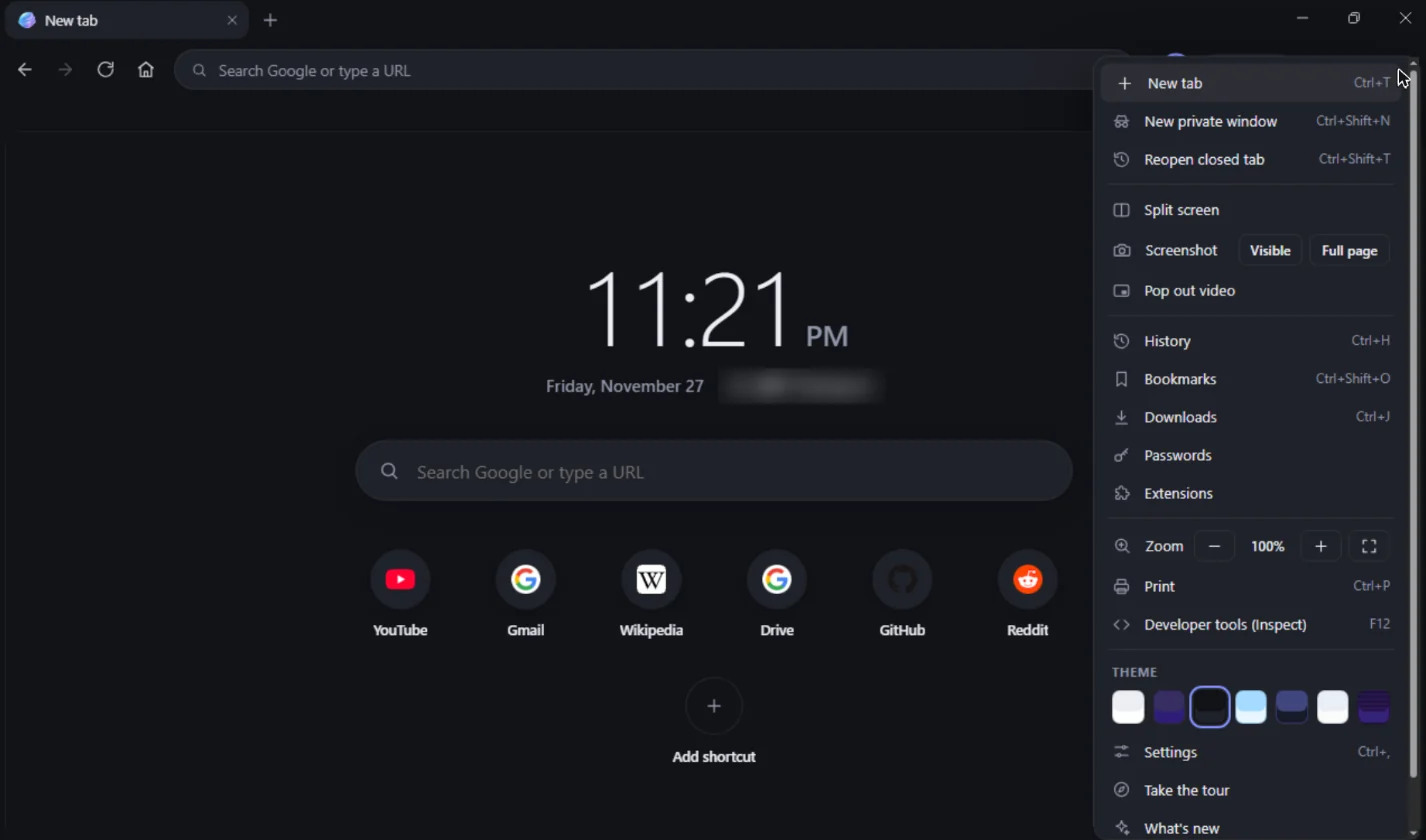 New tab
Search Google or type a URL
New tab Ctrl+T
New private window Ctrl+Shift+N
Reopen closed tab Ctrl+Shift+T
Split screen
Screenshot Visible Full page
Pop out video
History Ctrl+H
Bookmarks Ctrl+Shift+O
Downloads Ctrl+J
Passwords
Extensions
Zoom − 100% +
Print Ctrl+P
Developer tools (Inspect) F12
THEME
Settings Ctrl+,
Take the tour
What's new
11:21 PM
Friday, November 27
Search Google or type a URL
YouTube Gmail Wikipedia Drive GitHub Reddit
Add shortcut